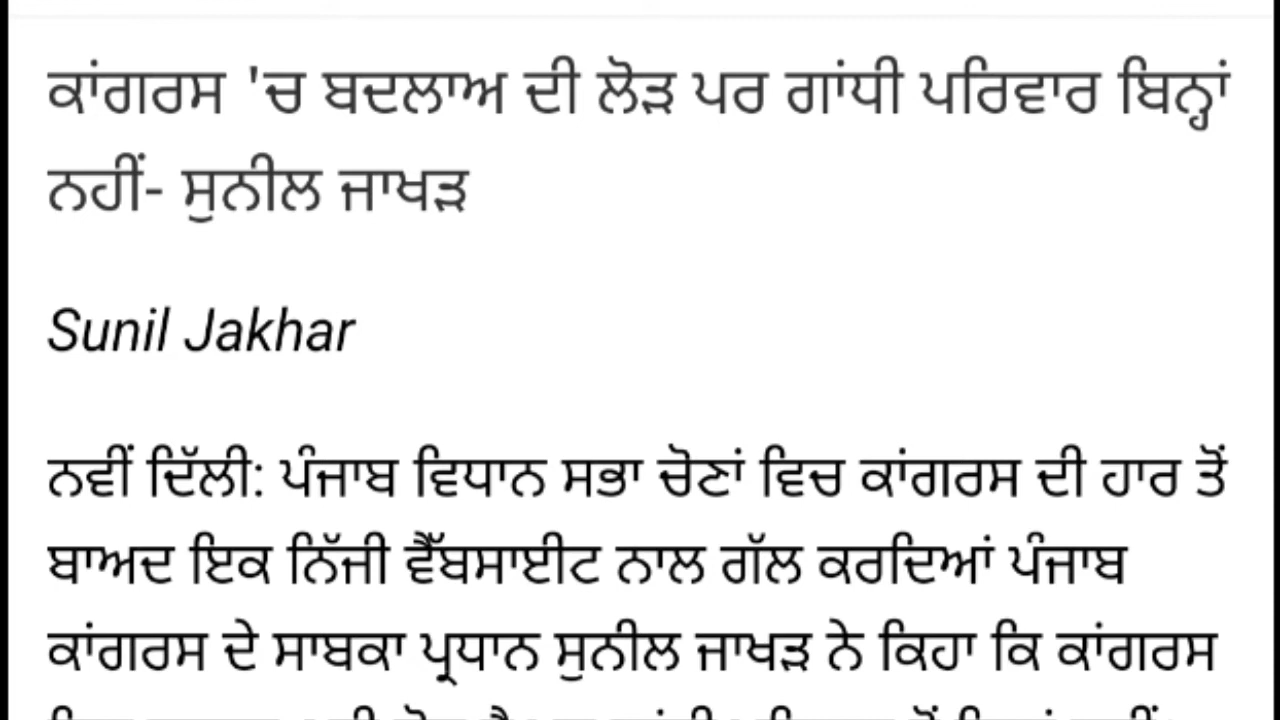 ਕਾਂਗਰਸ 'ਚ ਬਦਲਾਅ ਦੀ ਲੋੜ ਪਰ ਗਾਂਧੀ ਪਰਿਵਾਰ ਬਿਨ੍ਹਾਂ
ਨਹੀਂ- ਸੁਨੀਲ ਜਾਖੜ
Sunil Jakhar
ਨਵੀਂ ਦਿੱਲੀ: ਪੰਜਾਬ ਵਿਧਾਨ ਸਭਾ ਚੋਣਾਂ ਵਿਚ ਕਾਂਗਰਸ ਦੀ ਹਾਰ ਤੋਂ
ਬਾਅਦ ਇਕ ਨਿੱਜੀ ਵੈੱਬਸਾਈਟ ਨਾਲ ਗੱਲ ਕਰਦਿਆਂ ਪੰਜਾਬ
ਕਾਂਗਰਸ ਦੇ ਸਾਬਕਾ ਪ੍ਰਧਾਨ ਸੁਨੀਲ ਜਾਖੜ ਨੇ ਕਿਹਾ ਕਿ ਕਾਂਗਰਸ